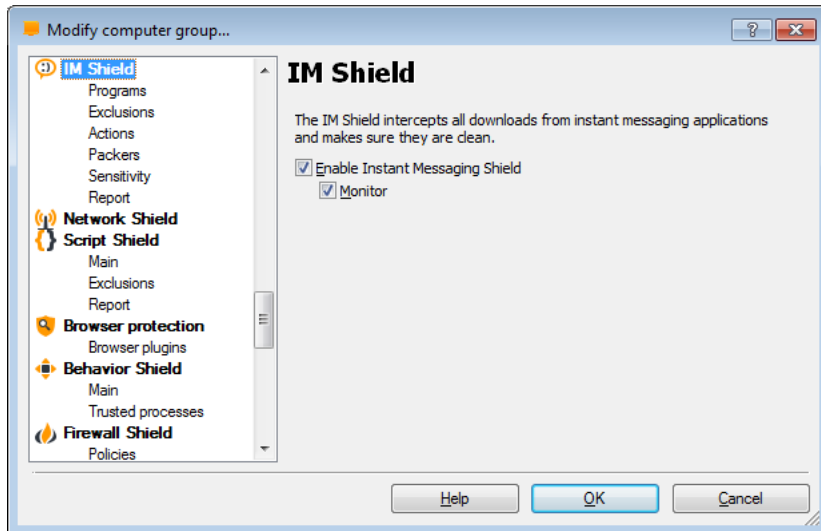 Modify computer group...
IM Shield
Programs
Exclusions
Actions
Packers
Sensitivity
Report
Network Shield
Script Shield
Main
Exclusions
Report
Browser protection
Browser plugins
Behavior Shield
Main
Trusted processes
Firewall Shield
Policies
IM Shield
The IM Shield intercepts all downloads from instant messaging applications
and makes sure they are clean.
Enable Instant Messaging Shield
Monitor
Help
OK
Cancel